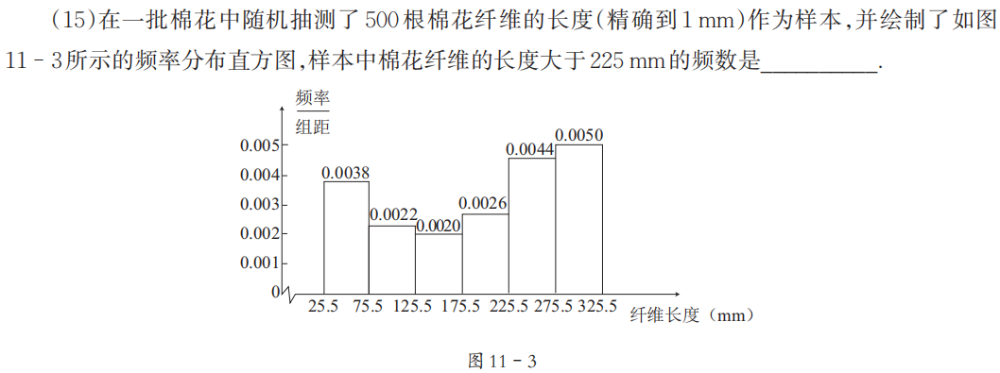 (15)在一批棉花中随机抽测了500根棉花纤维的长度(精确到1 mm)作为样本,并绘制了如图
11-3所示的频率分布直方图,样本中棉花纤维的长度大于225 mm的频数是__________.
频率
组距
0.005
0.004
0.003
0.002
0.001
0
0.0038
0.0022
0.0020
0.0026
0.0044
0.0050
25.5 75.5 125.5 175.5 225.5 275.5 325.5
纤维长度(mm)
图11-3